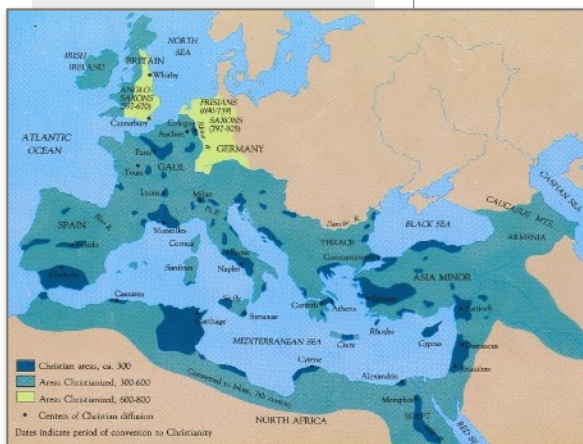 NORTH
SEA
IRISH
IRELAND
BRITAIN
Whitby
ANGLO
SAXONS
(597-670)
Canterbury
FRISIANS
(690-739)
SAXONS
(797-805)
Cologne
Aachen
Rhine R.
GERMANY
ATLANTIC
OCEAN
Paris
Tours
GAUL
Lyons
Milan
Po R.
Marseilles
SPAIN
Ebro R.
Toledo
Cordova
Corsica
Sardinia
Rome
Naples
Sicily
Syracuse
Caesarea
Carthage
Danube R.
THRACE
Constantinople
BLACK SEA
CAUCASUS MTS.
CASPIAN SEA
ARMENIA
ASIA MINOR
Ephesus
Corinth
Athens
Rhodes
Crete
Cyprus
Antioch
Damascus
Jerusalem
MEDITERRANEAN SEA
Cyrene
Alexandria
Memphis
EGYPT
RED SEA
Converted to Islam, 7th century
NORTH AFRICA
Christian areas, ca. 300
Areas Christianized, 300-600
Areas Christianized, 600-800
Centers of Christian diffusion
Dates indicate period of conversion to Christianity